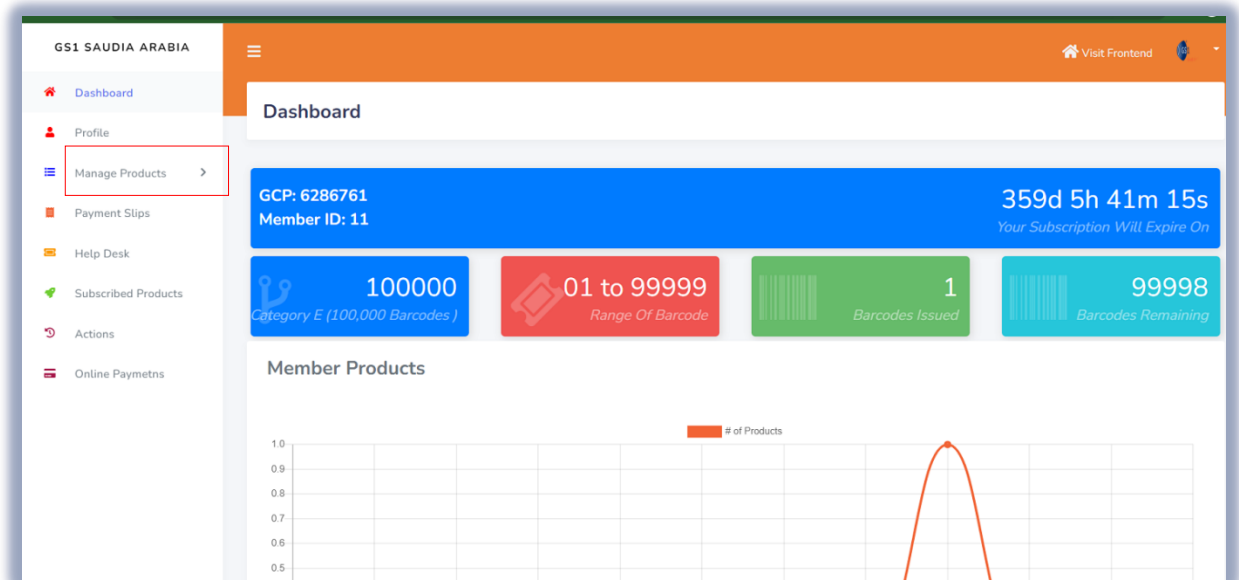 GS1 SAUDIA ARABIA
Visit Frontend
Dashboard
Profile
Manage Products
Payment Slips
Help Desk
Subscribed Products
Actions
Online Paymetns
Dashboard
GCP: 6286761
Member ID: 11
359d 5h 41m 15s
Your Subscription Will Expire On
100000
Category E (100,000 Barcodes )
01 to 99999
Range Of Barcode
1
Barcodes Issued
99998
Barcodes Remaining
Member Products
# of Products
1.0
0.9
0.8
0.7
0.6
0.5